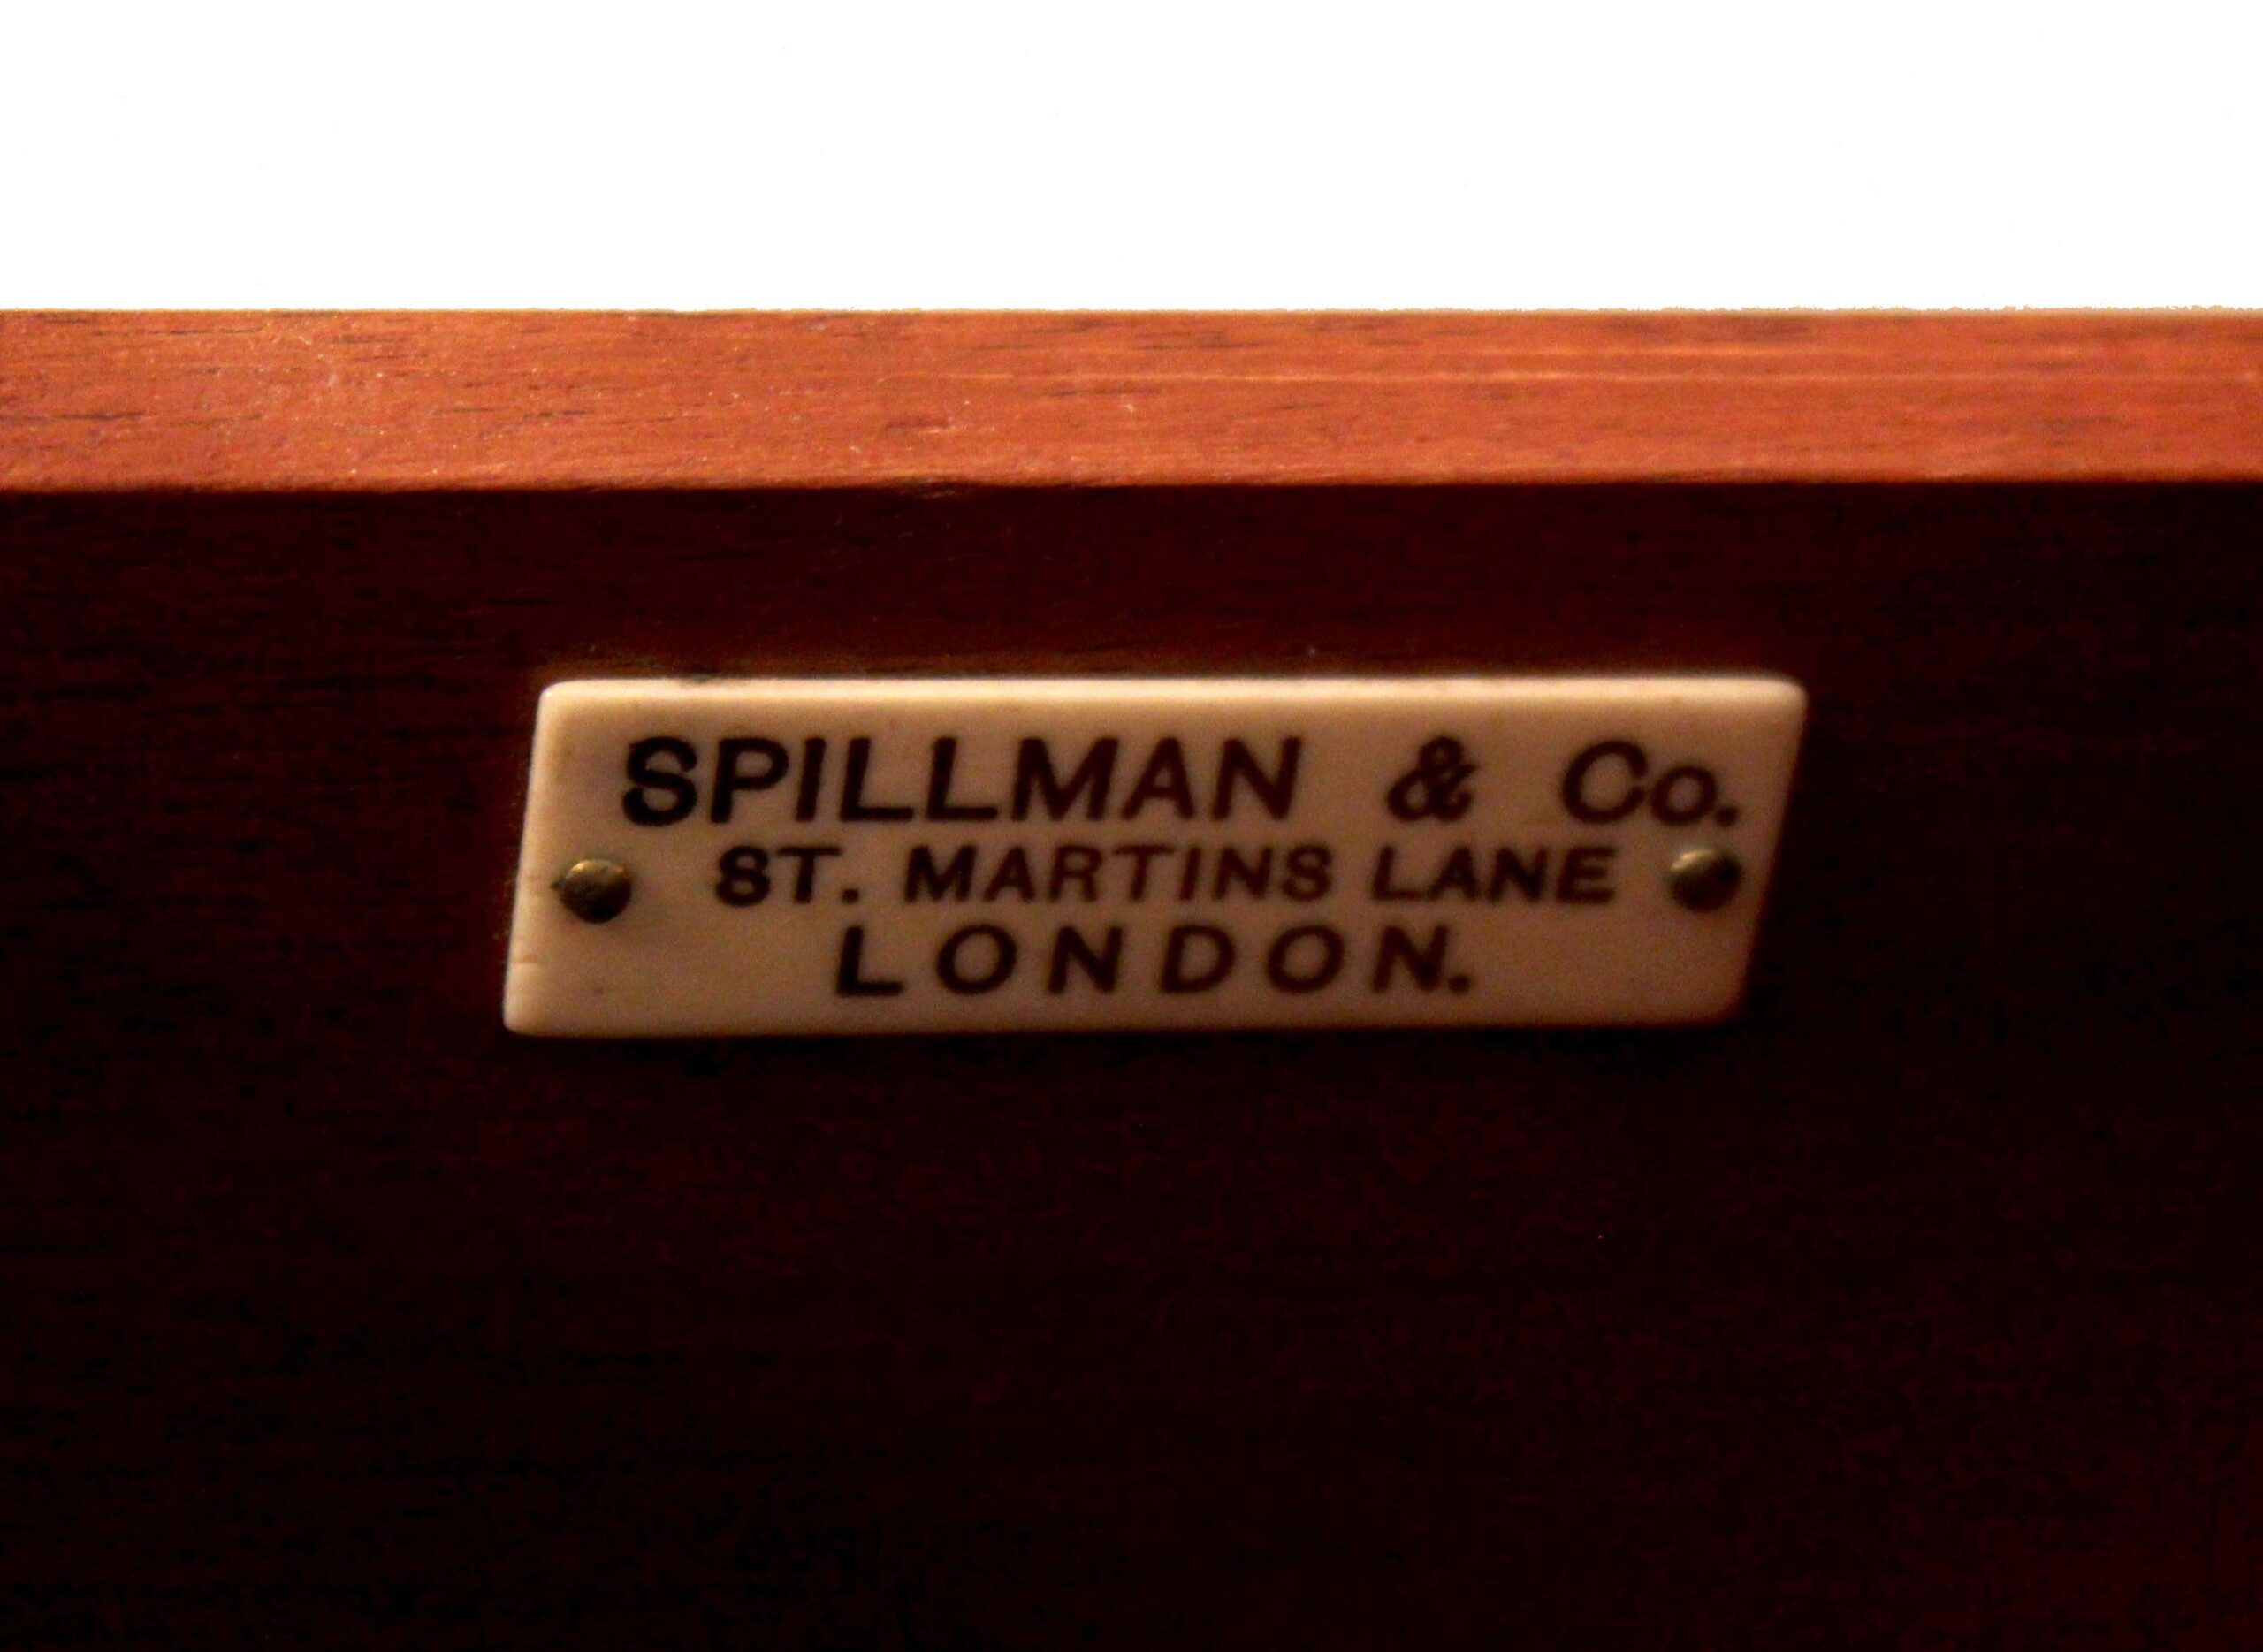 SPILLMAN & Co.
ST. MARTINS LANE
LONDON.